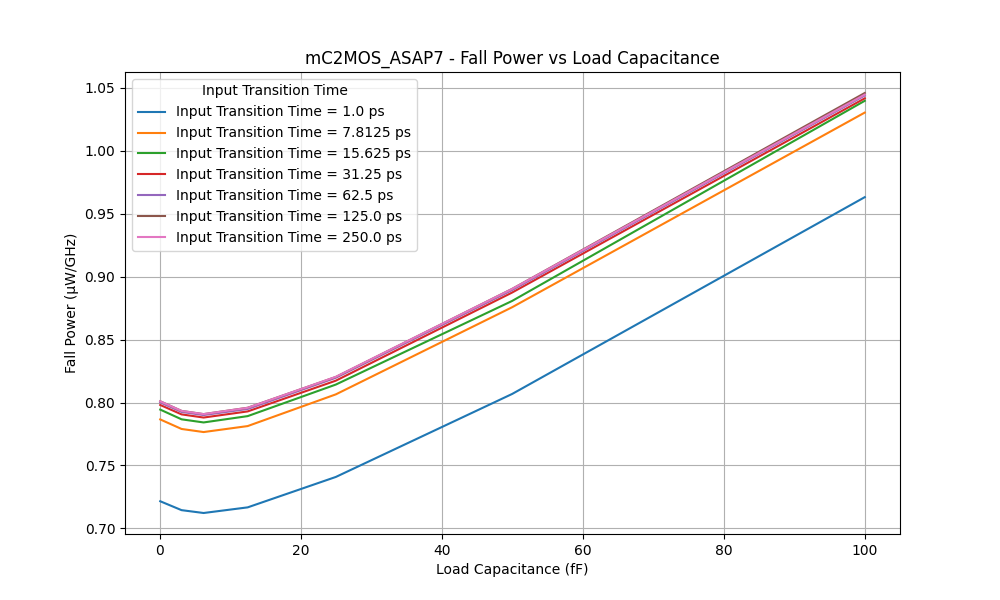 mC2MOS_ASAP7 - Fall Power vs Load Capacitance
Input Transition Time
Input Transition Time = 1.0 ps
Input Transition Time = 7.8125 ps
Input Transition Time = 15.625 ps
Input Transition Time = 31.25 ps
Input Transition Time = 62.5 ps
Input Transition Time = 125.0 ps
Input Transition Time = 250.0 ps
Fall Power (μW/GHz)
1.05
1.00
0.95
0.90
0.85
0.80
0.75
0.70
0
20
40
60
80
100
Load Capacitance (fF)